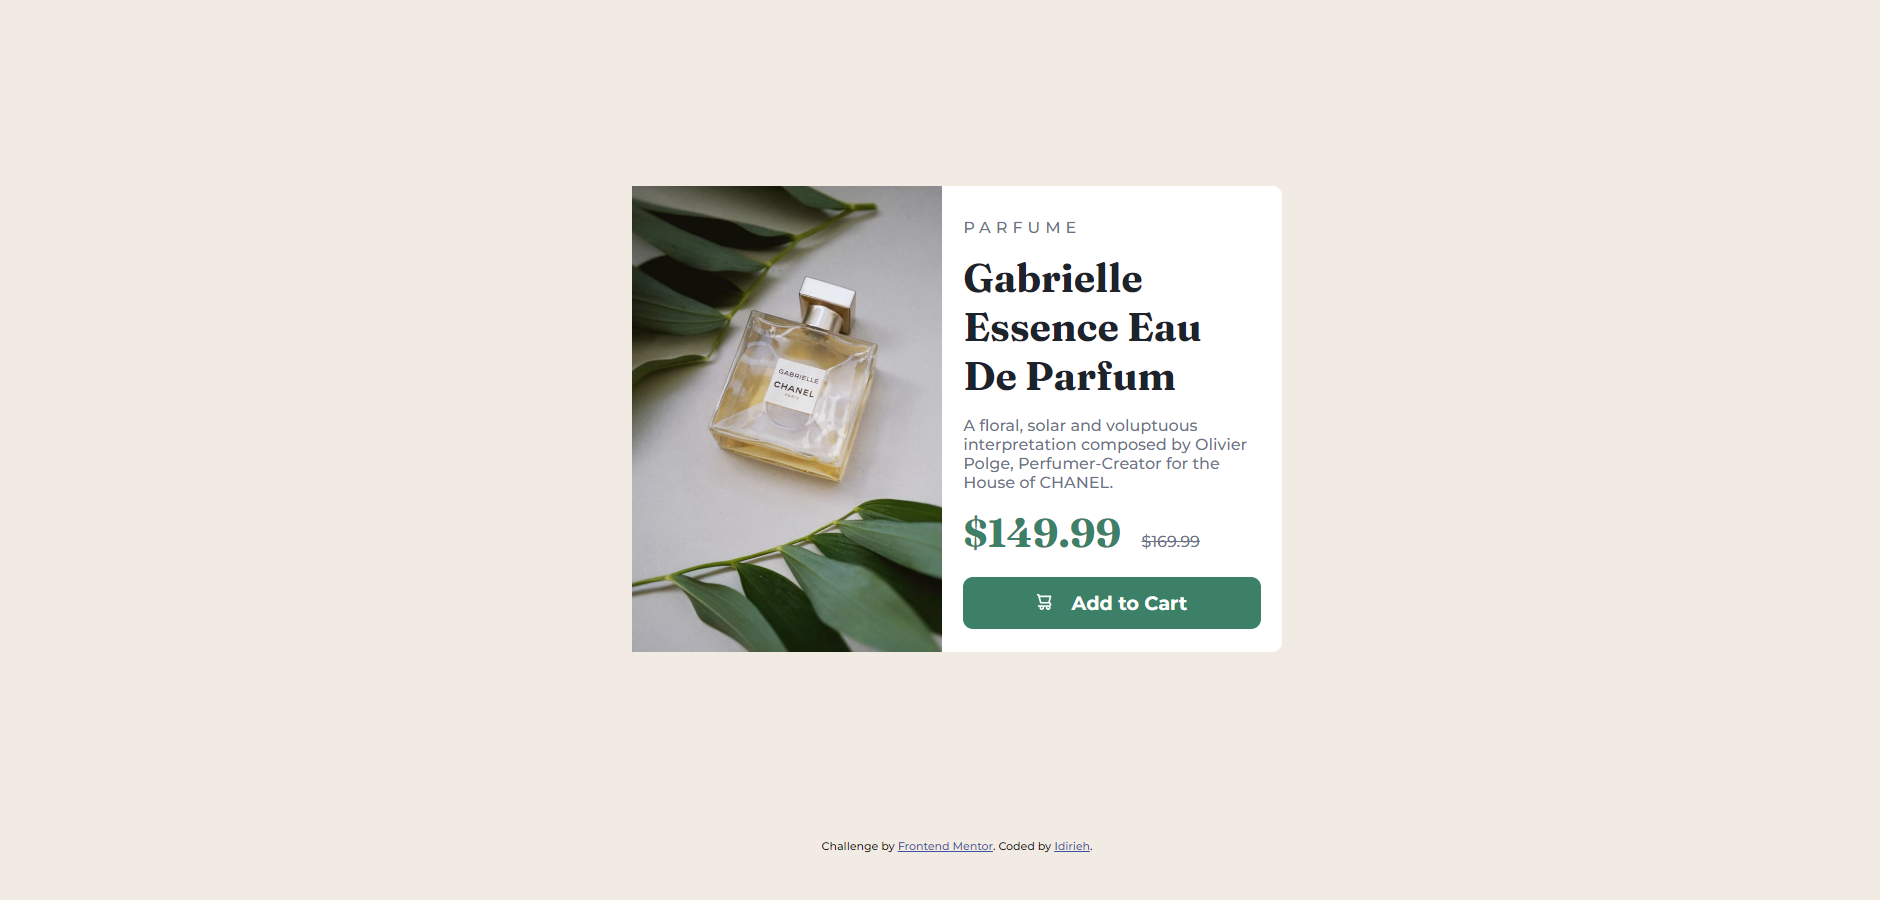 GABRIELLE
CHANEL
PARIS
PARFUME
Gabrielle
Essence Eau
De Parfum
A floral, solar and voluptuous
interpretation composed by Olivier
Polge, Perfumer-Creator for the
House of CHANEL.
$149.99 $169.99
Add to Cart
Challenge by Frontend Mentor. Coded by Idirieh.